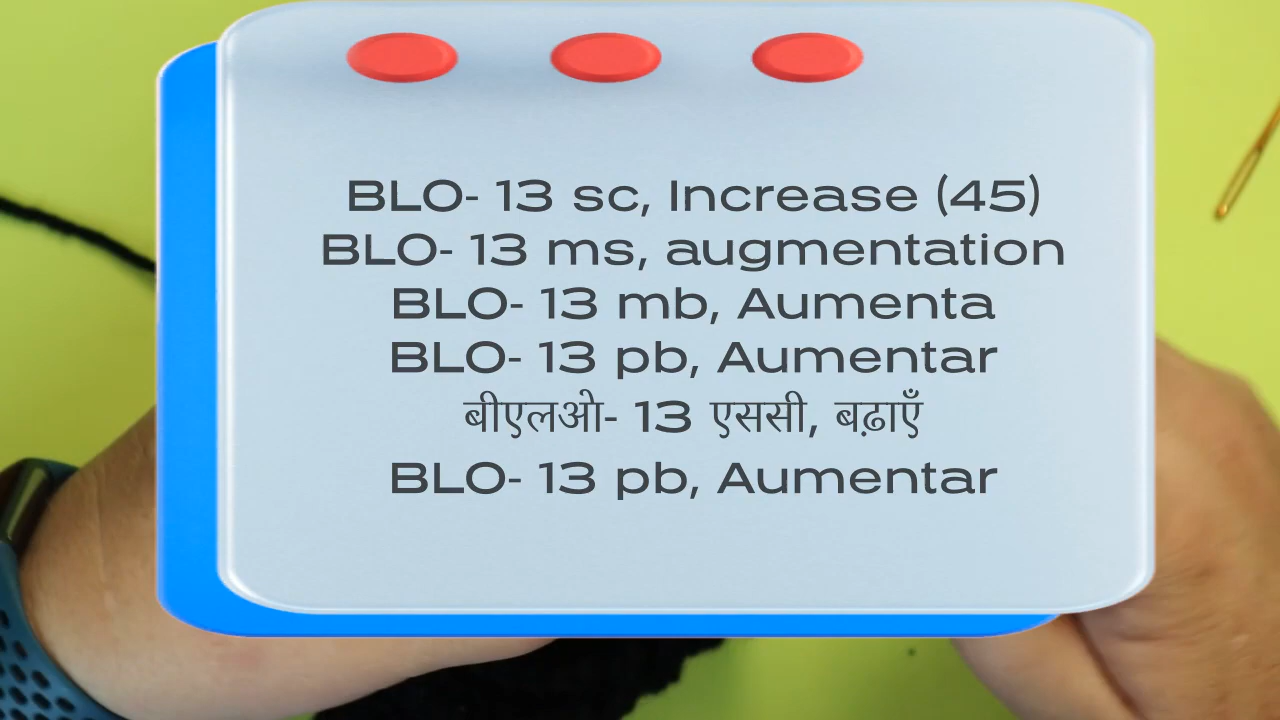 BLO- 13 sc, Increase (45)
BLO- 13 ms, augmentation
BLO- 13 mb, Aumenta
BLO- 13 pb, Aumentar
बीएलओ- 13 एससी, बढ़ाएँ
BLO- 13 pb, Aumentar